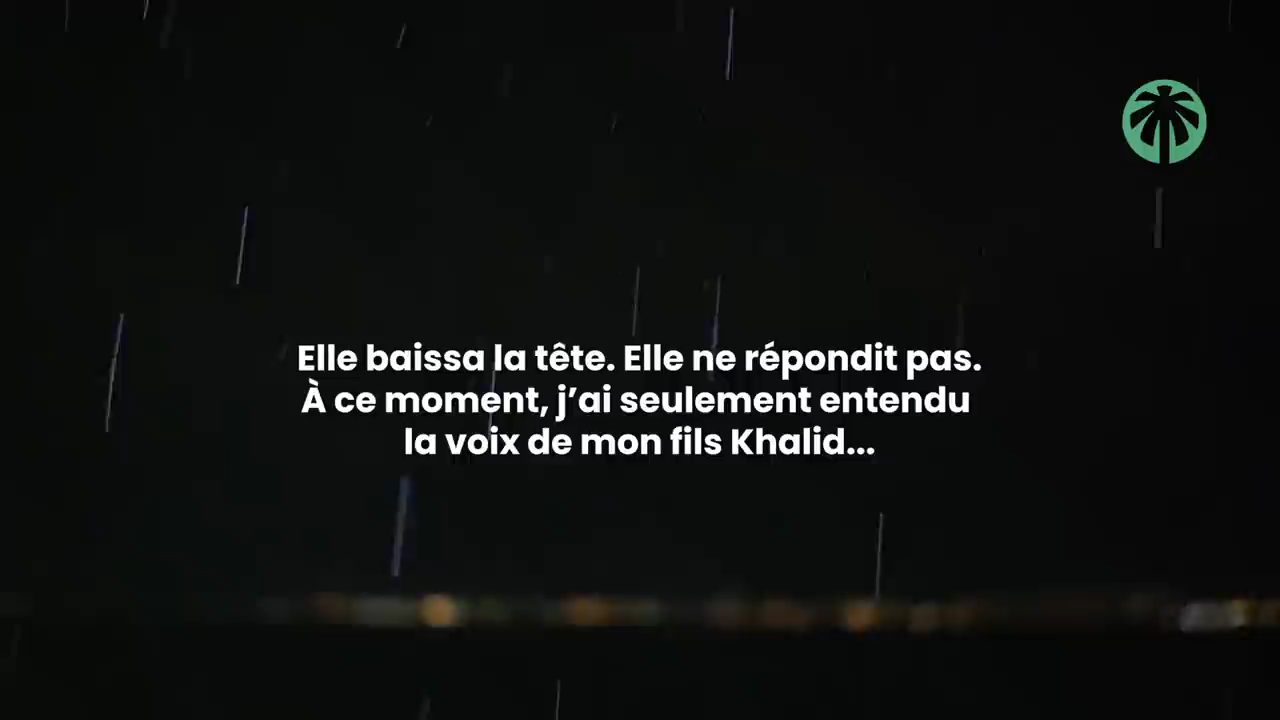 Elle baissa la tête. Elle ne répondit pas.
À ce moment, j’ai seulement entendu
la voix de mon fils Khalid...